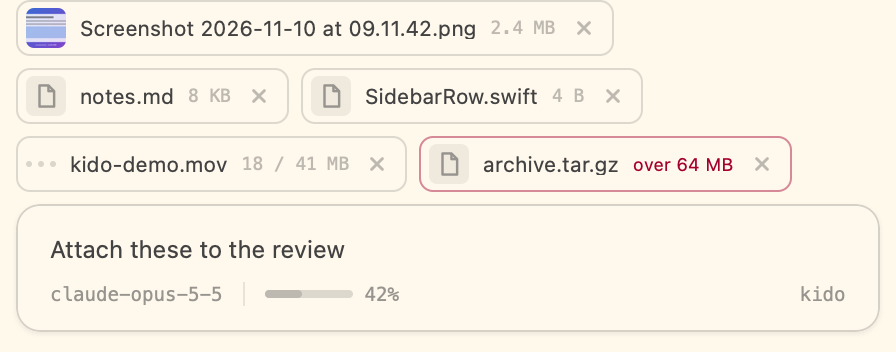 Screenshot 2026-11-10 at 09.11.42.png 2.4 MB
notes.md 8 KB SidebarRow.swift 4 B
kido-demo.mov 18 / 41 MB archive.tar.gz over 64 MB
Attach these to the review
claude-opus-5-5 42% kido